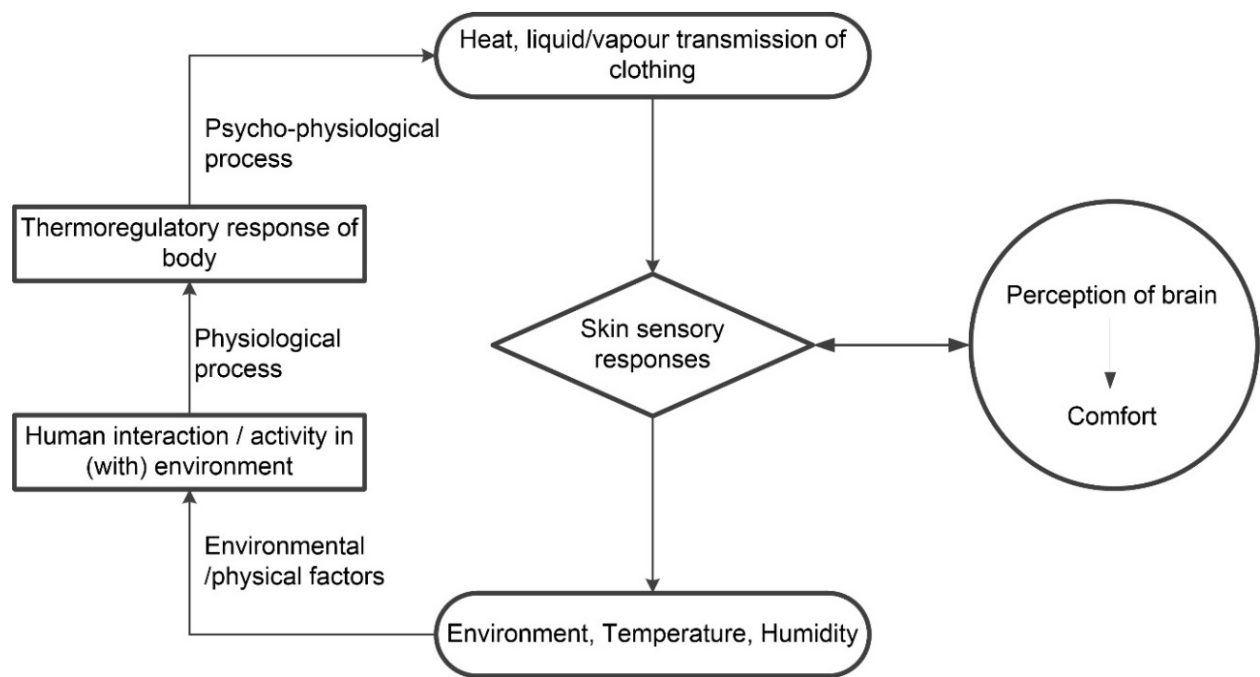 Heat, liquid/vapour transmission of
clothing
Psycho-physiological
process
Thermoregulatory response of
body
Physiological
process
Human interaction / activity in
(with) environment
Environmental
/physical factors
Environment, Temperature, Humidity
Skin sensory
responses
Perception of brain
Comfort